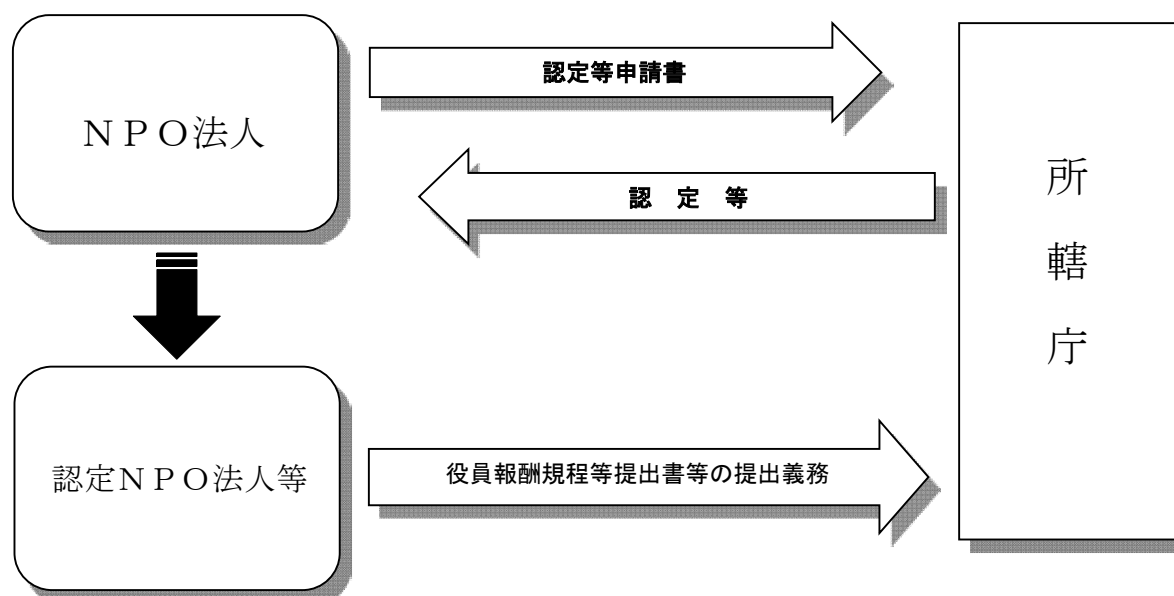 NPO法人
認定等申請書
認 定 等
所轄庁
認定NPO法人等
役員報酬規程等提出書等の提出義務